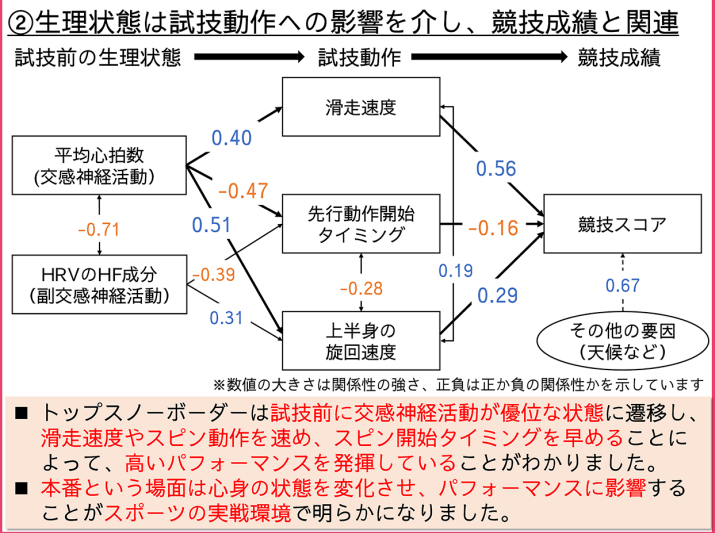 ②生理状態は試技動作への影響を介し、競技成績と関連
試技前の生理状態
試技動作
競技成績
滑走速度
0.40
平均心拍数
(交感神経活動)
0.56
-0.47
先行動作開始
タイミング
0.51
-0.16
競技スコア
-0.71
HRVのHF成分
(副交感神経活動)
-0.39
0.19
-0.28
0.67
0.31
0.29
上半身の
旋回速度
その他の要因
(天候など)
※数値の大きさは関係性の強さ、正負は正か負の関係性かを示しています
■ トップスノーボーダーは試技前に交感神経活動が優位な状態に遷移し、
滑走速度やスピン動作を速め、スピン開始タイミングを早めることに
よって、高いパフォーマンスを発揮していることがわかりました。
■ 本番という場面は心身の状態を変化させ、パフォーマンスに影響する
ことがスポーツの実戦環境で明らかになりました。